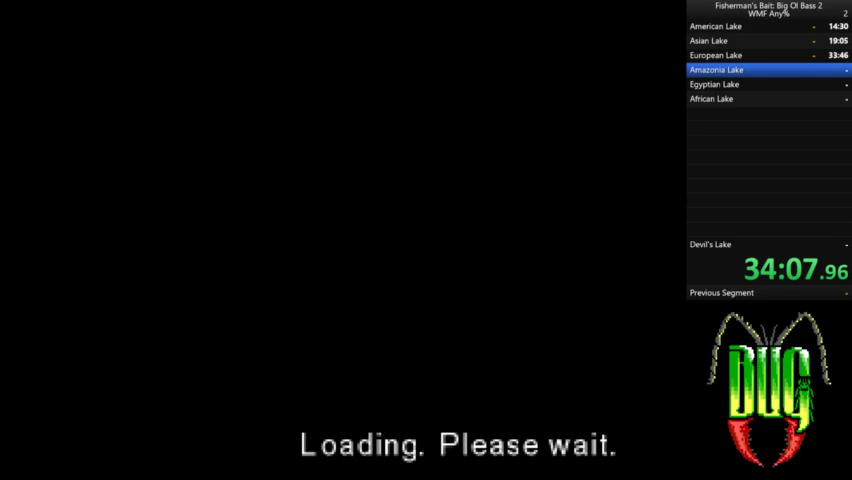 Fisherman's Bait: Big Ol Bass 2
WMF Any% 2
American Lake - 14:30
Asian Lake - 19:05
European Lake - 33:46
Amazonia Lake -
Egyptian Lake -
African Lake -
Devil's Lake -
34:07.96
Previous Segment -
BUG
Loading. Please wait.